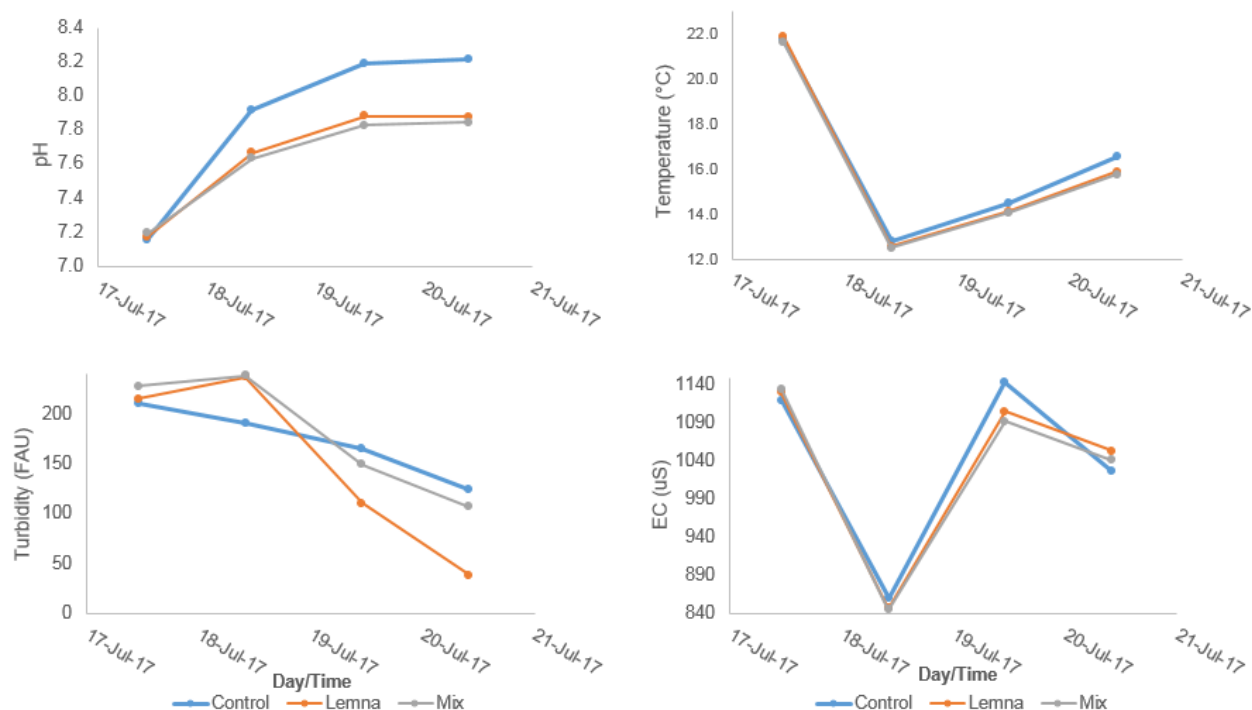 8.4
8.2
8.0
7.8
7.6
7.4
7.2
7.0
pH
17-Jul-17
18-Jul-17
19-Jul-17
20-Jul-17
21-Jul-17
22.0
20.0
18.0
16.0
14.0
12.0
Temperature (°C)
17-Jul-17
18-Jul-17
19-Jul-17
20-Jul-17
21-Jul-17
200
150
100
50
0
Turbidity (FAU)
17-Jul-17
18-Jul-17
19-Jul-17
20-Jul-17
21-Jul-17
Day/Time
Control Lemna Mix
1140
1090
1040
990
940
890
840
EC (uS)
17-Jul-17
18-Jul-17
19-Jul-17
20-Jul-17
21-Jul-17
Day/Time
Control Lemna Mix